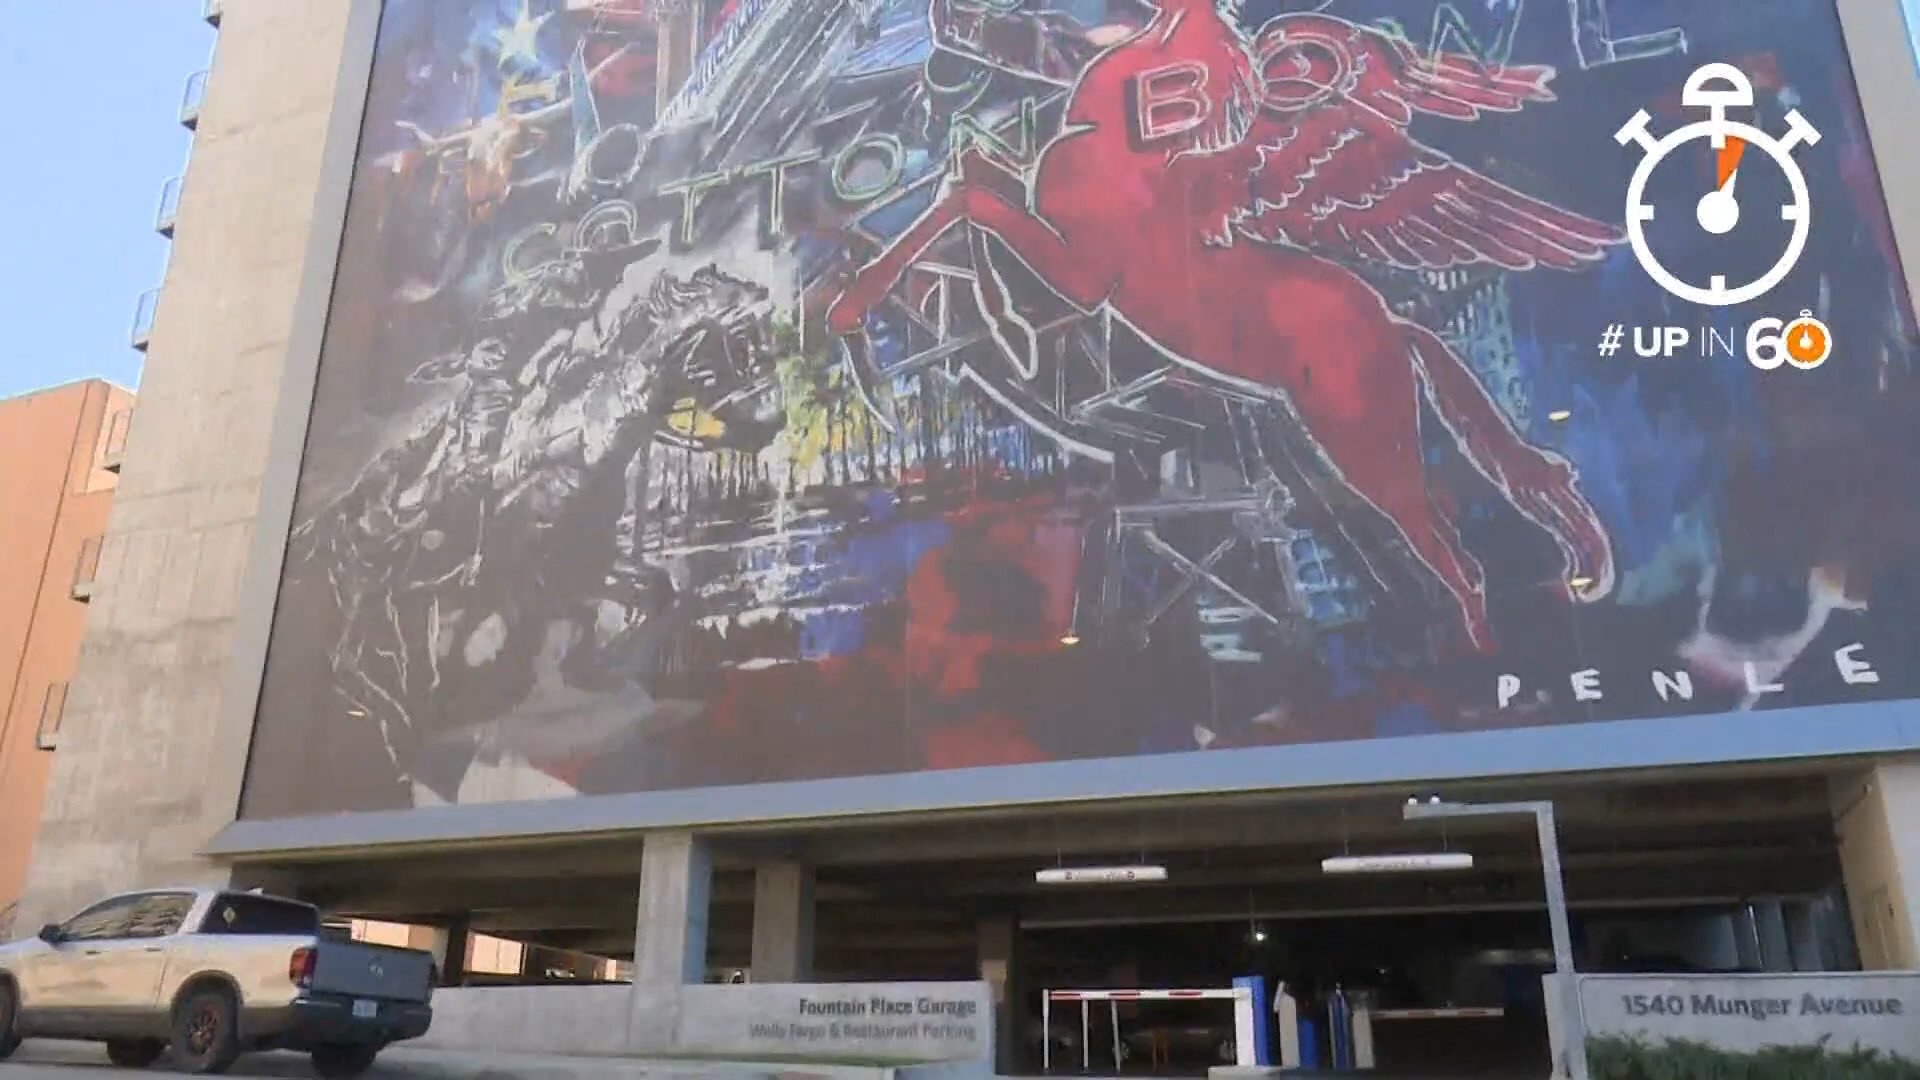 COTTON BOWL
# UP IN 60
PENLE
Fountain Place Garage
Wells Fargo & Restaurant Parking
1540 Munger Avenue